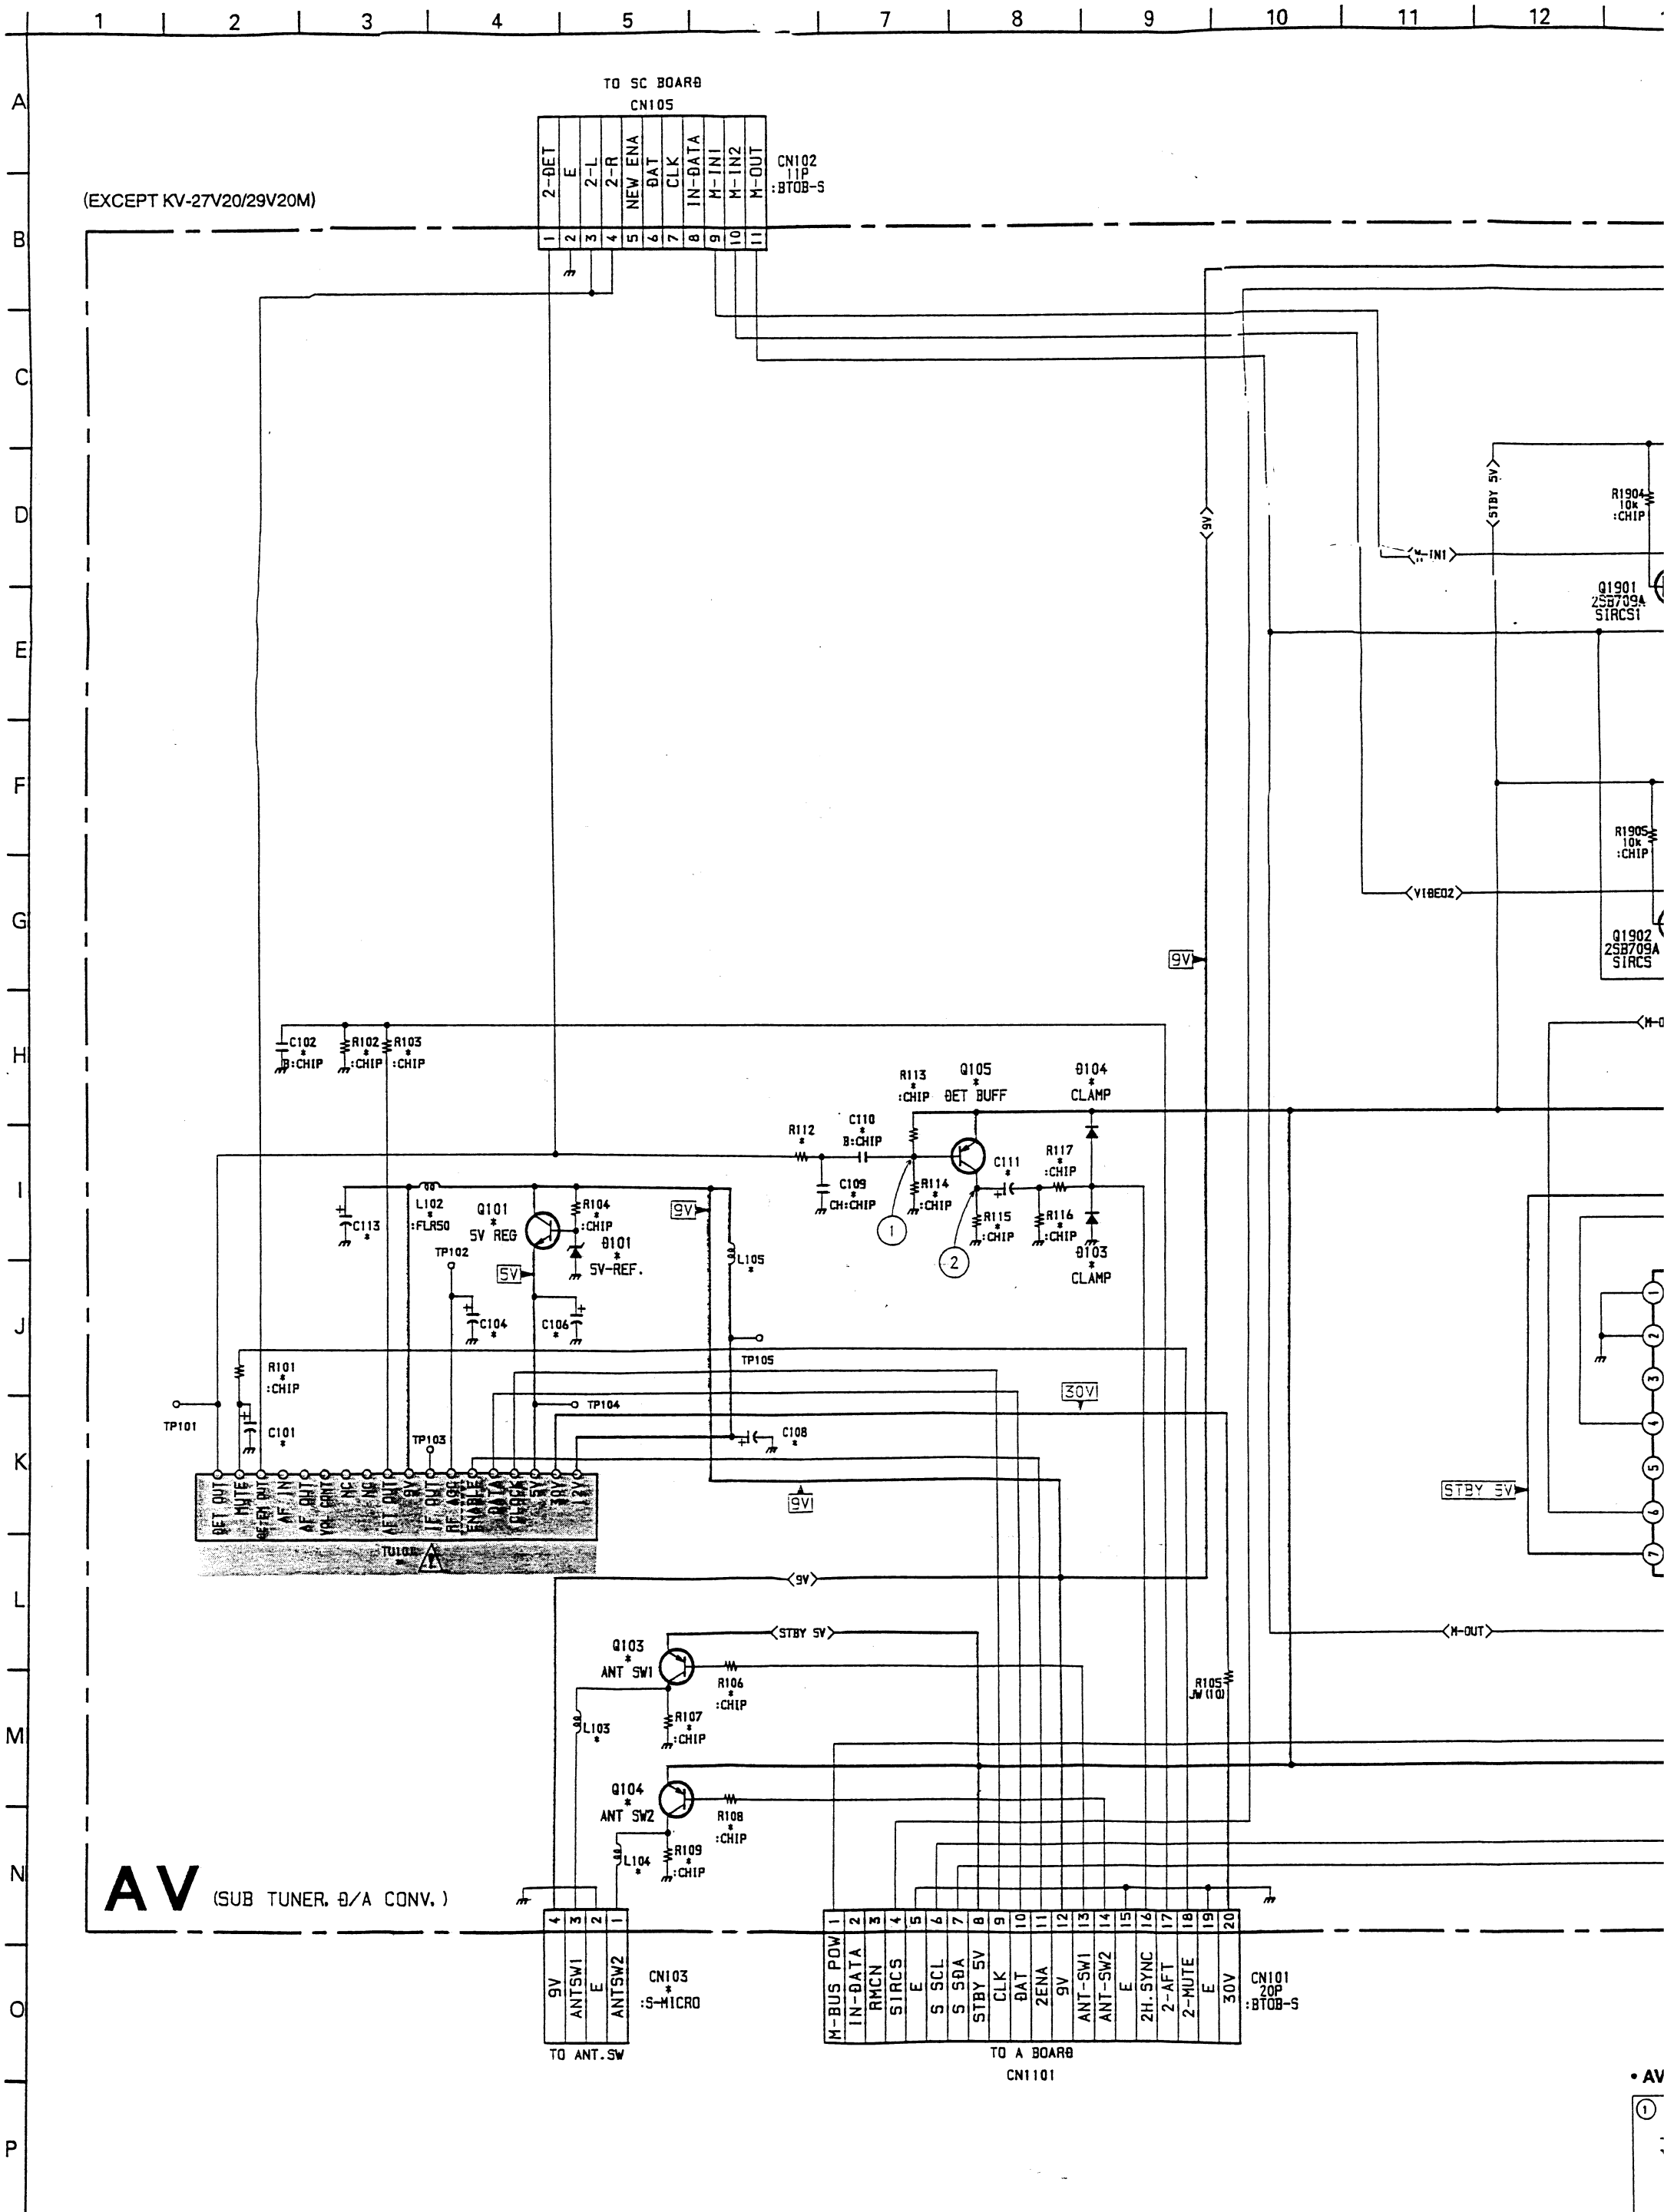 1 2 3 4 5 7 8 9 10 11 12
A
B
C
D
E
F
G
H
I
J
K
L
M
N
O
P
TO SC BOARD
CN105
2-DET
E
2-L
2-R
NEW ENA
DAT
CLK
IN-DATA
M-IN1
M-IN2
M-OUT
1 2 3 4 5 6 7 8 9 10 11
CN102
11P
:BTOB-S
(EXCEPT KV-27V20/29V20M)
9V
STBY 5V
R1904
10k
:CHIP
M-IN1
Q1901
2SB709A
SIRCS1
R1905
10k
:CHIP
VIDEO2
Q1902
2SB709A
SIRCS
9V
C102
*
B:CHIP
R102
*
:CHIP
R103
*
:CHIP
R113
*
:CHIP
Q105
*
DET BUFF
D104
*
CLAMP
R112
*
C110
*
B:CHIP
C109
*
CH:CHIP
R114
*
:CHIP
C111
*
R117
*
:CHIP
R115
*
:CHIP
R116
*
:CHIP
D103
*
CLAMP
1
2
C113
*
L102
*
:FLR50
Q101
*
5V REG
R104
*
:CHIP
D101
*
5V-REF.
9V
L105
*
TP102
5V
C104
*
C106
*
TP105
R101
*
:CHIP
TP101
C101
*
TP103
TP104
C108
*
30V
9V
STBY 5V
DET OUT
MUTE
AF IN
AF OUT
VOL CONT
NC
NC
AFT OUT
9V
IF OUT
RF AGC
ENABLE
DATA
CLOCK
5V
30V
12V
TU101
1
2
3
4
5
6
7
9V
STBY 5V
M-OUT
Q103
*
ANT SW1
R106
*
:CHIP
R107
*
:CHIP
L103
*
R105
JW(10)
Q104
*
ANT SW2
R108
*
:CHIP
R109
*
:CHIP
L104
*
AV (SUB TUNER, D/A CONV.)
4 3 2 1
9V
ANTSW1
E
ANTSW2
CN103
*
:S-MICRO
TO ANT.SW
1 2 3 4 5 6 7 8 9 10 11 12 13 14 15 16 17 18 19 20
M-BUS POW
IN-DATA
RMCN
SIRCS
E
S SCL
S SDA
STBY 5V
CLK
DAT
2ENA
9V
ANT-SW1
ANT-SW2
E
2H.SYNC
2-AFT
2-MUTE
E
30V
CN101
20P
:BTOB-S
TO A BOARD
CN1101
• AV
1